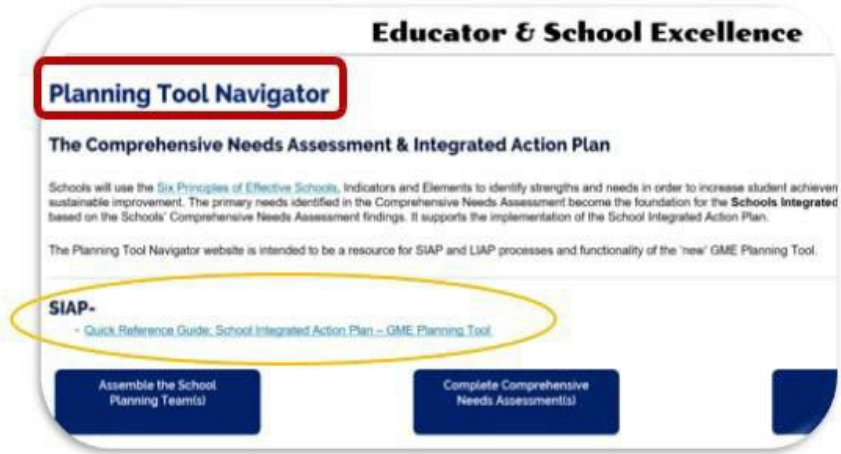 Educator & School Excellence
Planning Tool Navigator
The Comprehensive Needs Assessment & Integrated Action Plan
Schools will use the Six Principles of Effective Schools, Indicators and Elements to identify strengths and needs in order to increase student achievem
sustainable improvement. The primary needs identified in the Comprehensive Needs Assessment become the foundation for the Schools Integrated
based on the Schools' Comprehensive Needs Assessment findings. It supports the implementation of the School Integrated Action Plan.
The Planning Tool Navigator website is intended to be a resource for SIAP and LIAP processes and functionality of the 'new' GME Planning Tool.
SIAP-
- Quick Reference Guide: School Integrated Action Plan – GME Planning Tool
Assemble the School
Planning Team(s)
Complete Comprehensive
Needs Assessment(s)